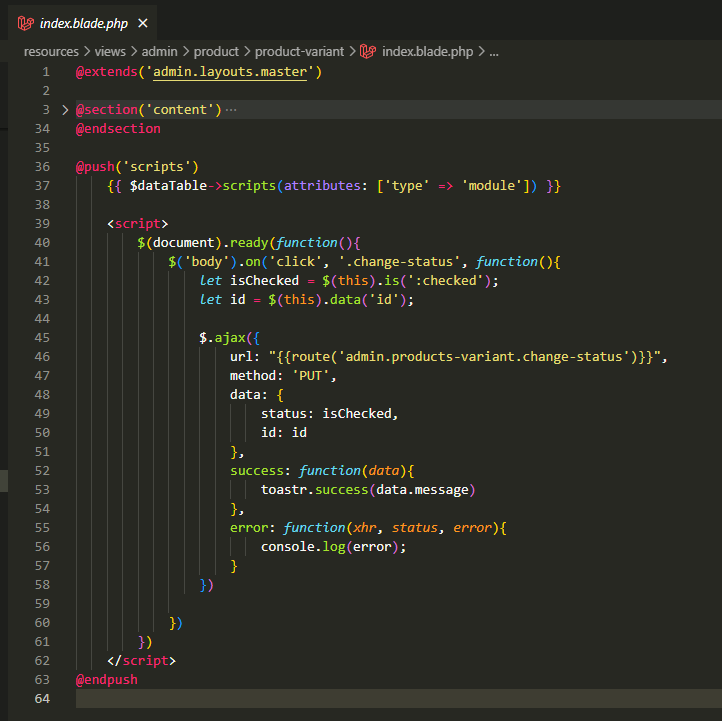 index.blade.php ×
resources > views > admin > product > product-variant > index.blade.php > ...
1 @extends('admin.layouts.master')
2
3 > @section('content') ···
34 @endsection
35
36 @push('scripts')
37     {{ $dataTable->scripts(attributes: ['type' => 'module']) }}
38
39     <script>
40         $(document).ready(function(){
41             $('body').on('click', '.change-status', function(){
42                 let isChecked = $(this).is(':checked');
43                 let id = $(this).data('id');
44
45                 $.ajax({
46                     url: "{{route('admin.products-variant.change-status')}}",
47                     method: 'PUT',
48                     data: {
49                         status: isChecked,
50                         id: id
51                     },
52                     success: function(data){
53                         toastr.success(data.message)
54                     },
55                     error: function(xhr, status, error){
56                         console.log(error);
57                     }
58                 })
59
60             })
61         })
62     </script>
63 @endpush
64